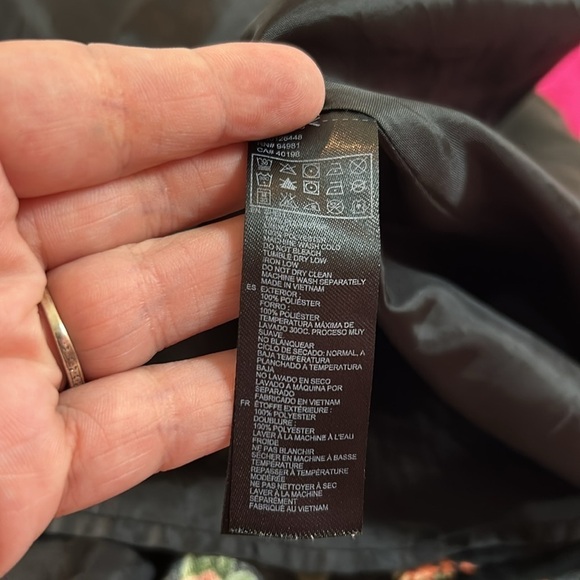 26448
RN# 94981
CA# 40198
MACHINE WASH COLD
DO NOT BLEACH
TUMBLE DRY LOW
IRON LOW
DO NOT DRY CLEAN
MACHINE WASH SEPARATELY
MADE IN VIETNAM
ES EXTERIOR :
100% POLIÉSTER
FORRO :
100% POLIÉSTER
TEMPERATURA MÁXIMA DE
LAVADO 30OC. PROCESO MUY
SUAVE
NO BLANQUEAR
CICLO DE SECADO: NORMAL, A
BAJA TEMPERATURA
PLANCHADO A TEMPERATURA
BAJA
NO LAVADO EN SECO
LAVADO A MÁQUINA POR
SEPARADO
FABRICADO EN VIETNAM
FR ÉTOFFE EXTÉRIEURE :
100% POLYESTER
DOUBLURE :
100% POLYESTER
LAVER À LA MACHINE À L'EAU
FROIDE
NE PAS BLANCHIR
SÉCHER EN MACHINE À BASSE
TEMPÉRATURE
REPASSER À TEMPÉRATURE
MODÉRÉE
NE PAS NETTOYER À SEC
LAVER À LA MACHINE
SÉPARÉMENT
FABRIQUÉ AU VIETNAM